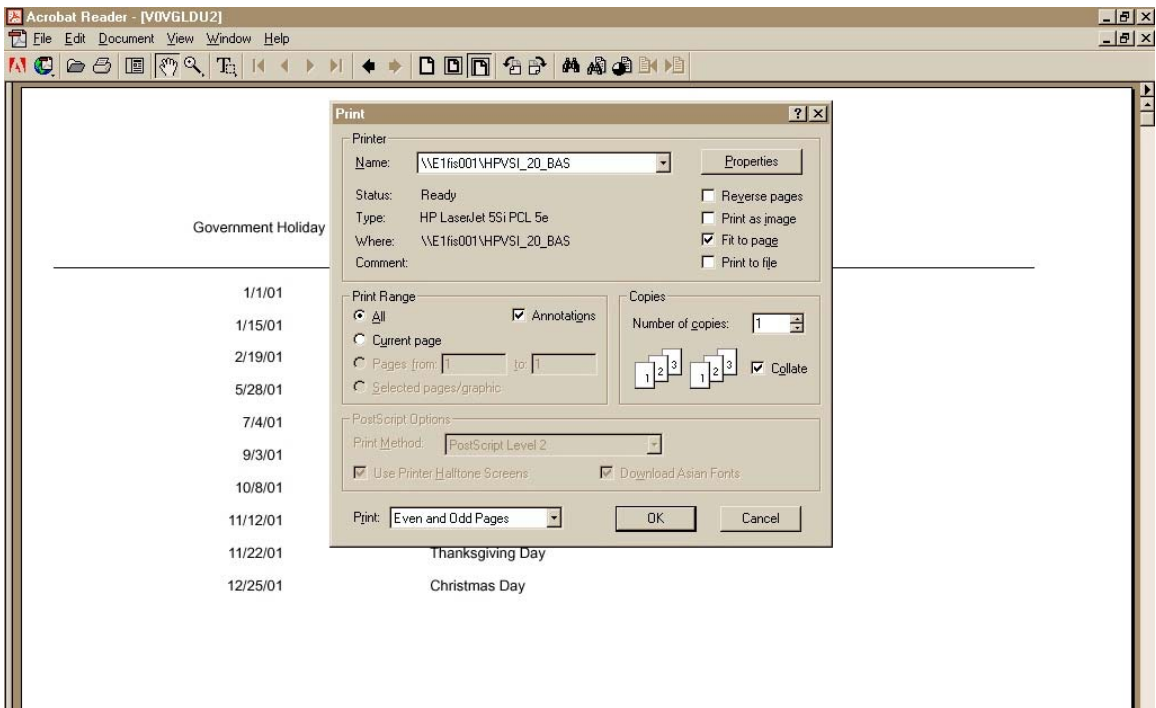 Acrobat Reader - [V0VGLDU2]
File Edit Document View Window Help
Print
Printer
Name: \\E1fis001\HPVSI_20_BAS Properties
Status: Ready Reverse pages
Type: HP LaserJet 5Si PCL 5e Print as image
Where: \\E1fis001\HPVSI_20_BAS Fit to page
Comment: Print to file
Government Holiday
Print Range Copies
All Annotations Number of copies: 1
Current page
Pages from: 1 to: 1 1 2 3 1 2 3 Collate
Selected pages/graphic
PostScript Options
Print Method: PostScript Level 2
Use Printer Halftone Screens Download Asian Fonts
Print: Even and Odd Pages OK Cancel
1/1/01
1/15/01
2/19/01
5/28/01
7/4/01
9/3/01
10/8/01
11/12/01
11/22/01 Thanksgiving Day
12/25/01 Christmas Day